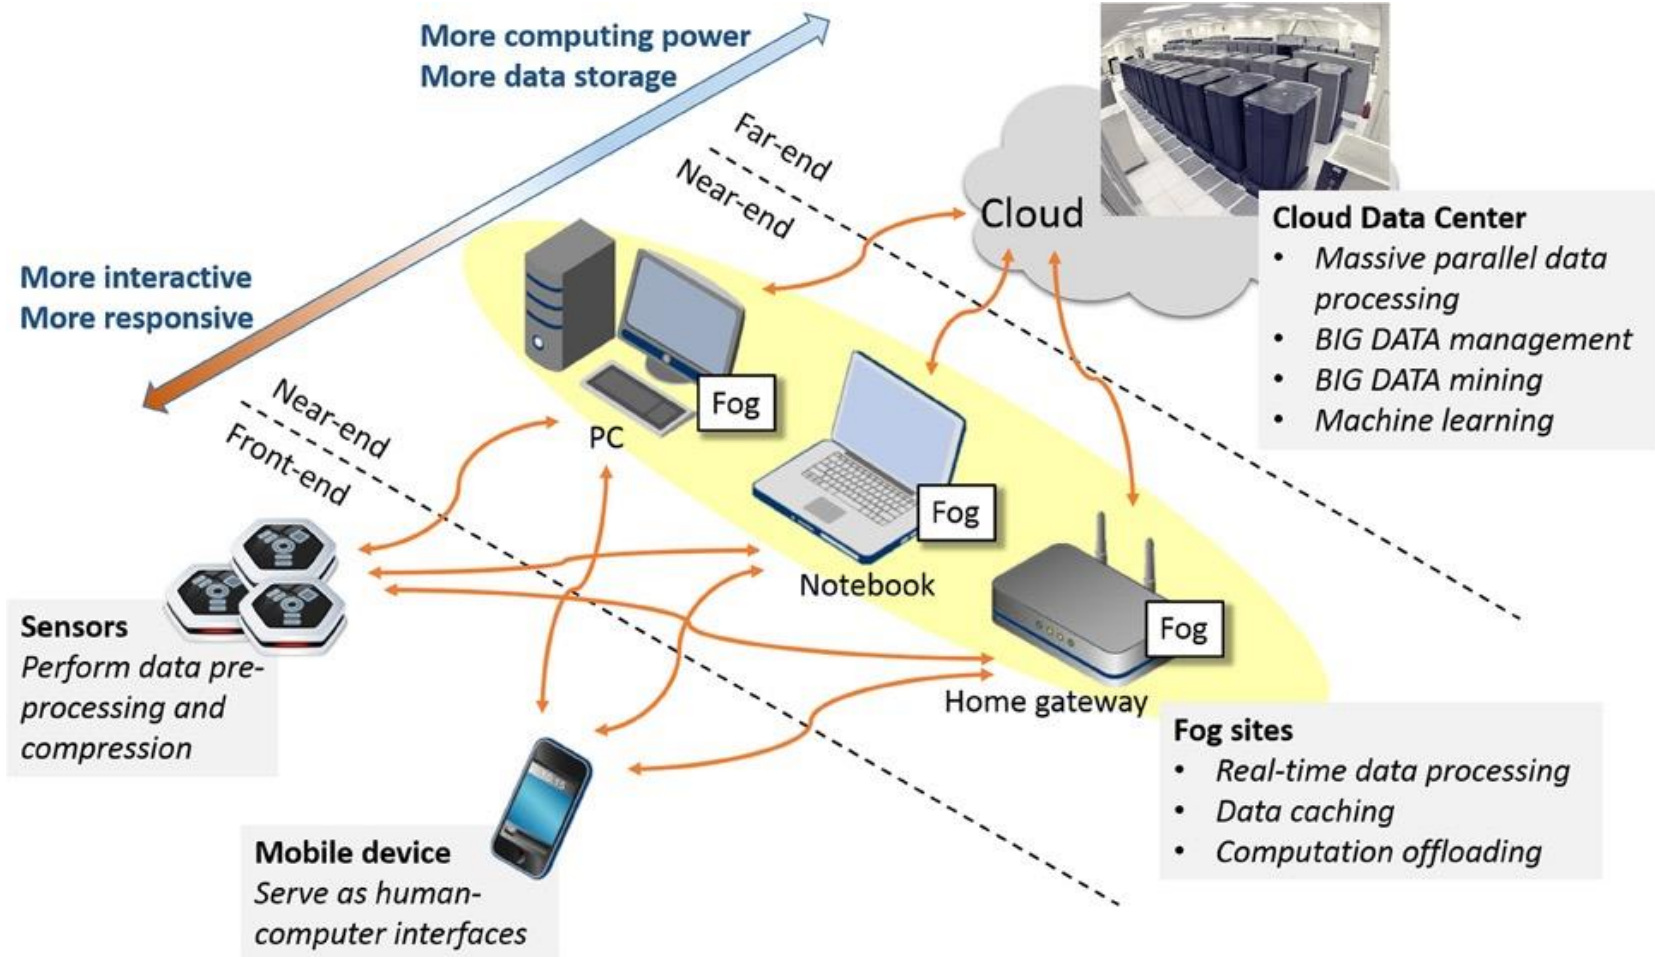 More computing power
More data storage
Far-end
Near-end
Cloud
Cloud Data Center
• Massive parallel data
processing
• BIG DATA management
• BIG DATA mining
• Machine learning
More interactive
More responsive
Near-end
Front-end
Fog
PC
Fog
Notebook
Fog
Home gateway
Sensors
Perform data pre-
processing and
compression
Fog sites
• Real-time data processing
• Data caching
• Computation offloading
Mobile device
Serve as human-
computer interfaces